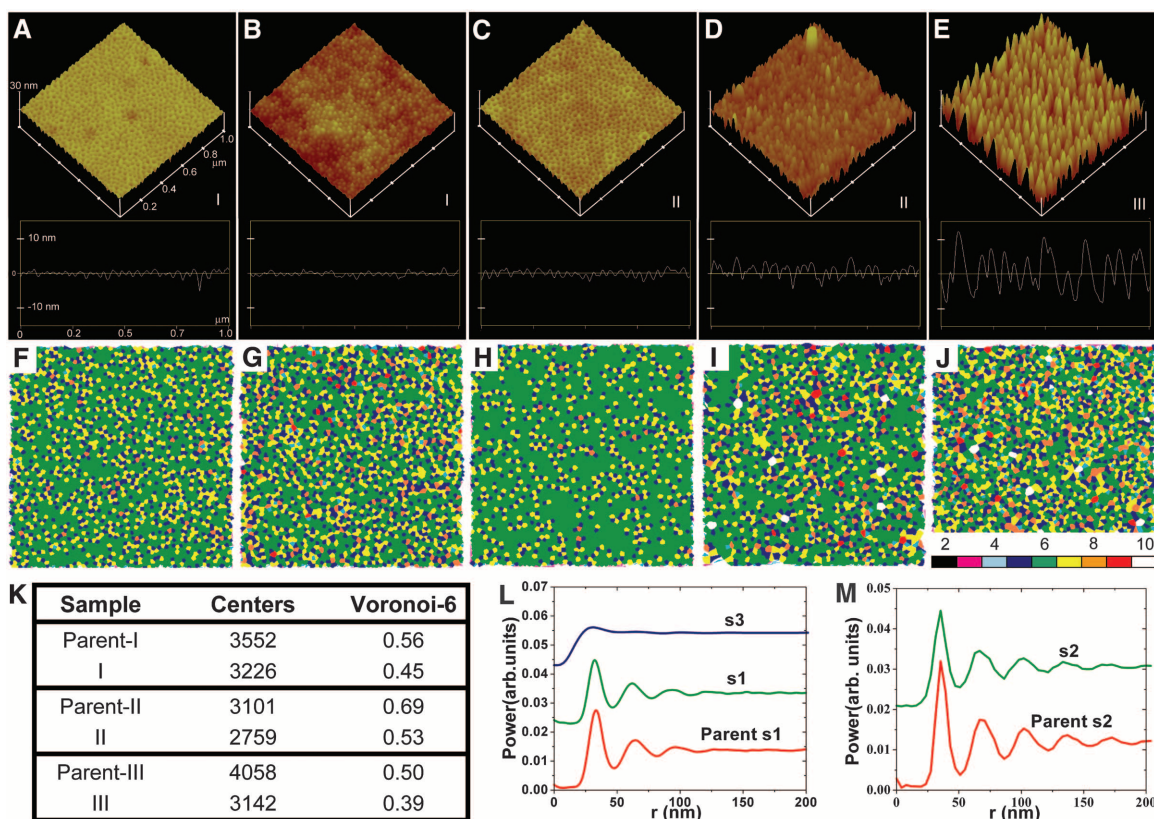 A B C D E
30 nm
1.0
0.8
μm
0.6
0.4
0.2
I I II II III
10 nm
0
-10 nm
μm
0 0.2 0.5 0.7 1.0
F G H I J
2 4 6 8 10
K
Sample Centers Voronoi-6
Parent-I 3552 0.56
I 3226 0.45
Parent-II 3101 0.69
II 2759 0.53
Parent-III 4058 0.50
III 3142 0.39
L
0.07
0.06
0.05
0.04
0.03
0.02
0.01
0.00
Power(arb.units)
s3
s1
Parent s1
0 50 100 150 200
r (nm)
M
0.05
0.04
0.03
0.02
0.01
0.00
Power(arb. units)
s2
Parent s2
0 50 100 150 200
r (nm)